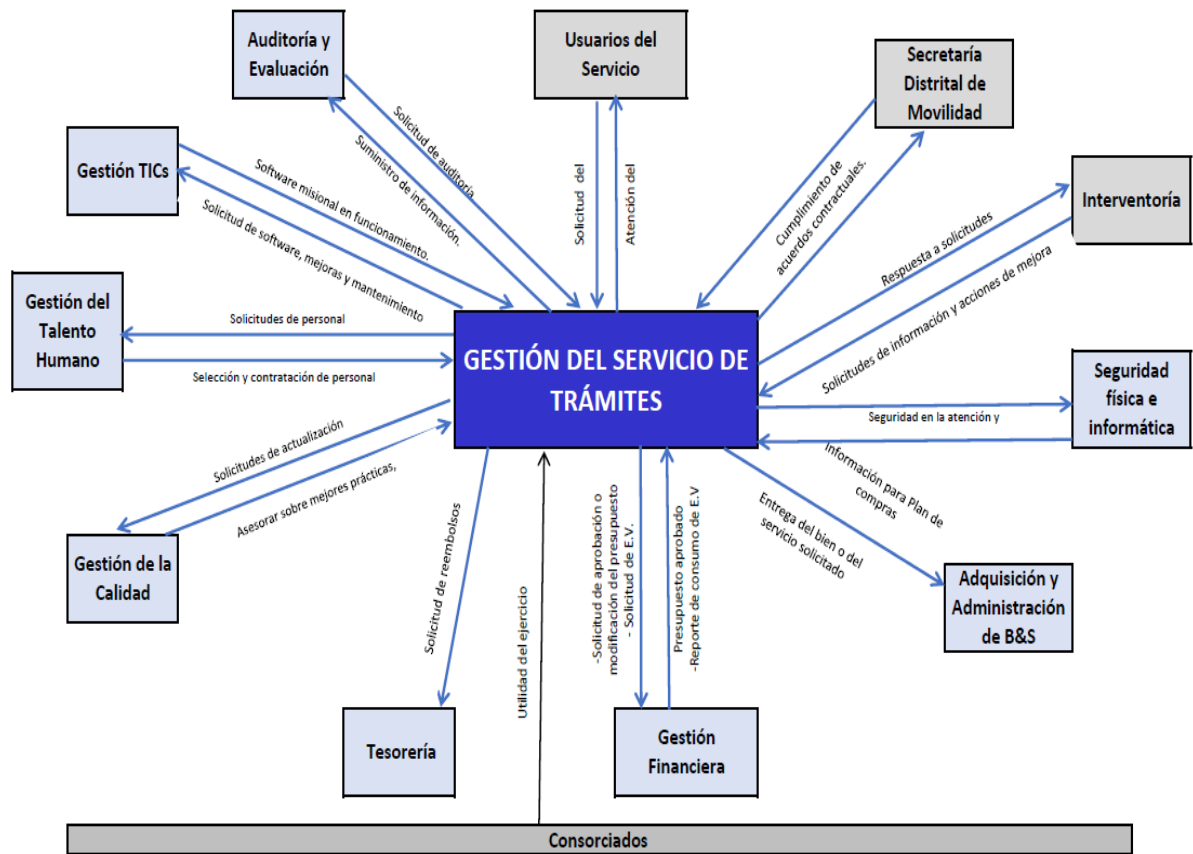 Auditoría y
Evaluación
Usuarios del
Servicio
Secretaría
Distrital de
Movilidad
Gestión TICs
Interventoría
Solicitud de auditoria
Suministro de información.
Software misional en funcionamiento.
Solicitud de software, mejoras y mantenimiento
Solicitud del
Atención del
Cumplimiento de
acuerdos contractuales.
Respuesta a solicitudes
Solicitudes de información y acciones de mejora
Gestión del
Talento
Humano
Solicitudes de personal
Selección y contratación de personal
GESTIÓN DEL SERVICIO DE
TRÁMITES
Seguridad
física e
informática
Seguridad en la atención y
Solicitudes de actualización
Asesorar sobre mejores prácticas,
Información para Plan de
compras
Entrega del bien o del
servicio solicitado
Gestión de la
Calidad
Adquisición y
Administración
de B&S
Solicitud de reembolsos
Utilidad del ejercicio
-Solicitud de aprobación o
modificación del presupuesto
- Solicitud de E.V.
Presupuesto aprobado
-Reporte de consumo de E.V
Tesorería
Gestión
Financiera
Consorciados